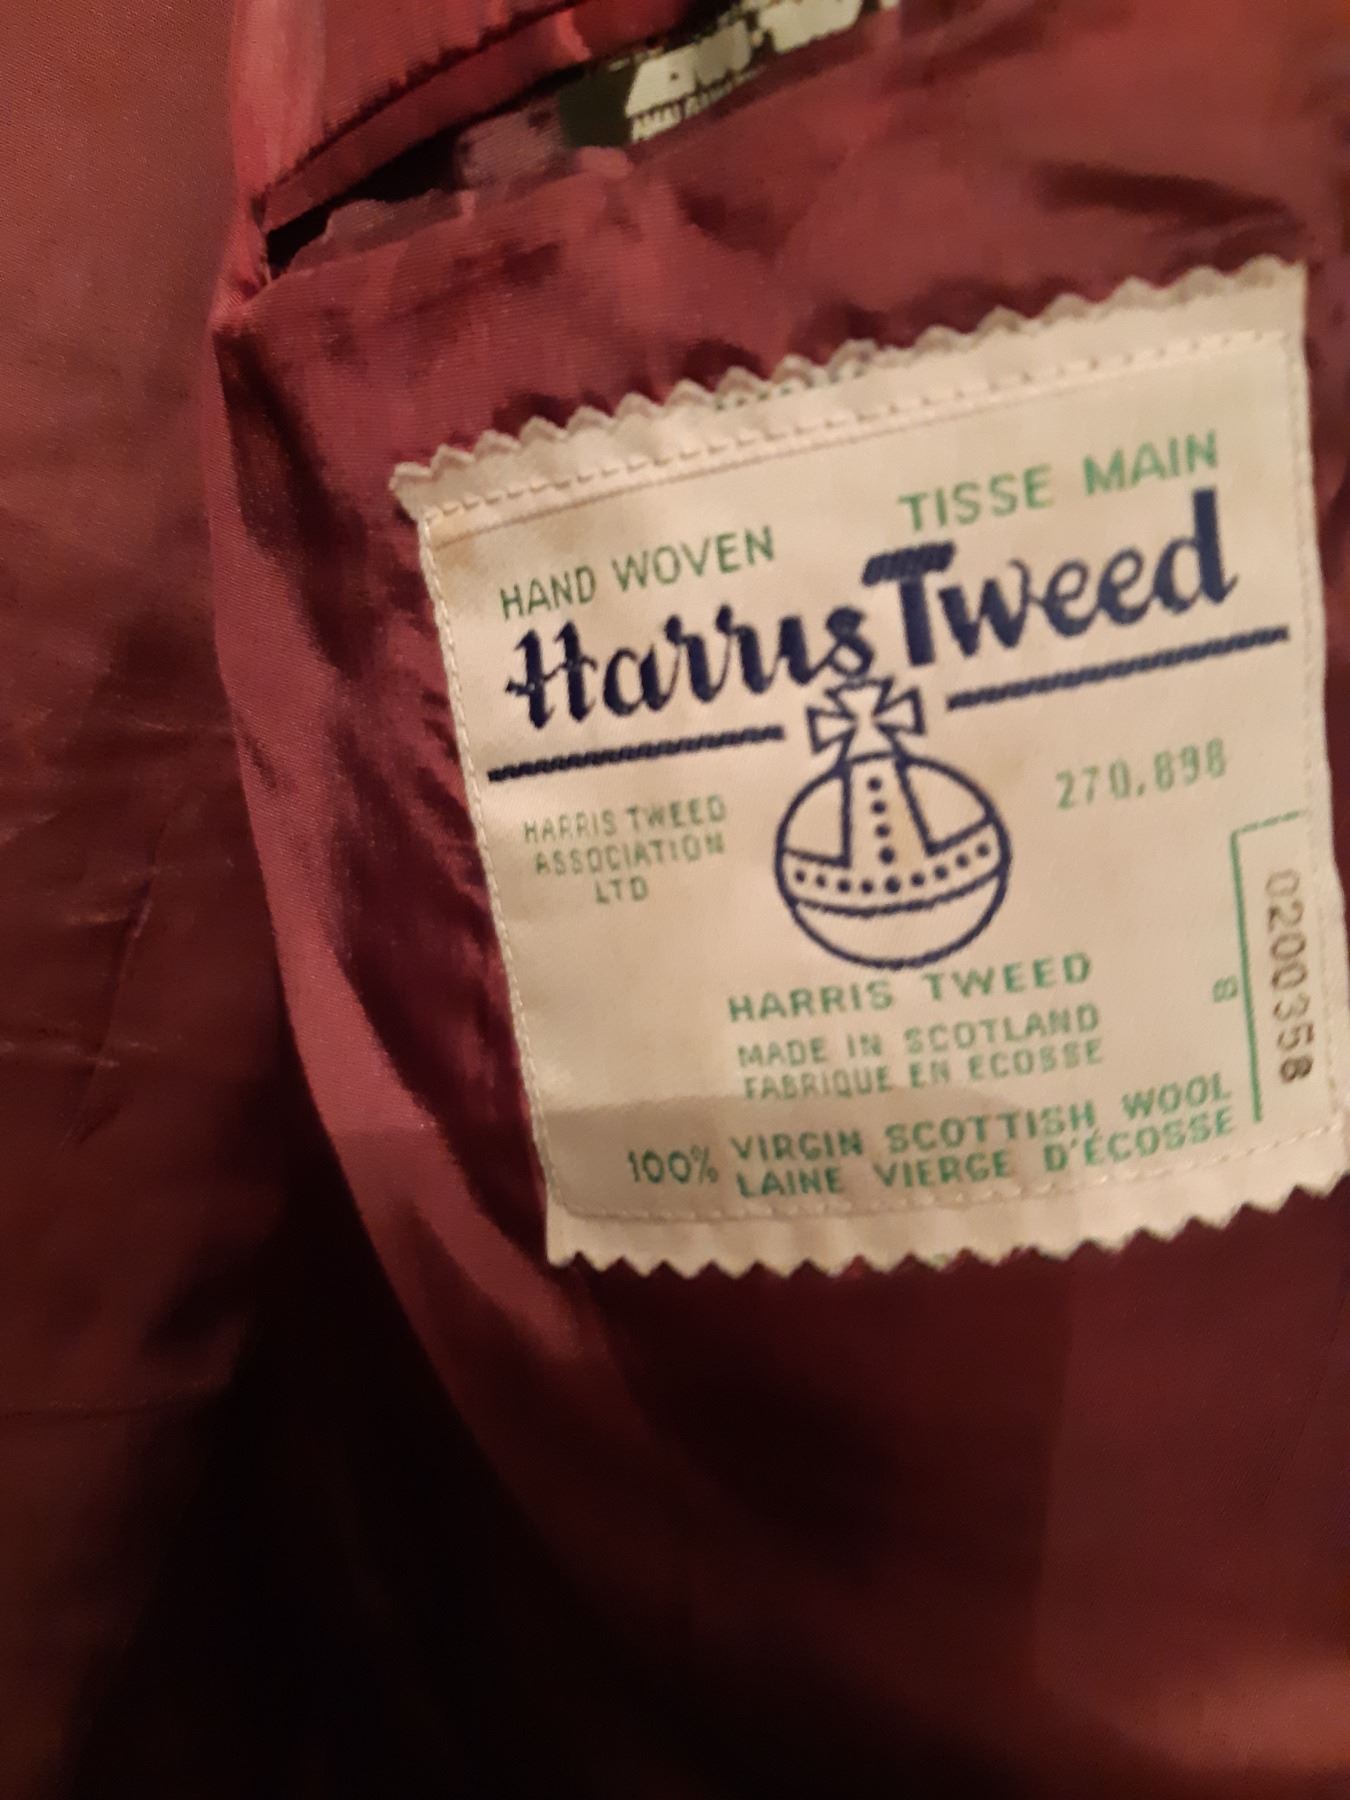 HAND WOVEN TISSE MAIN
Harris Tweed
HARRIS TWEED
ASSOCIATION
LTD
270,898
HARRIS TWEED
MADE IN SCOTLAND
FABRIQUE EN ECOSSE
100% VIRGIN SCOTTISH WOOL
LAINE VIERGE D'ÉCOSSE
8
0200358